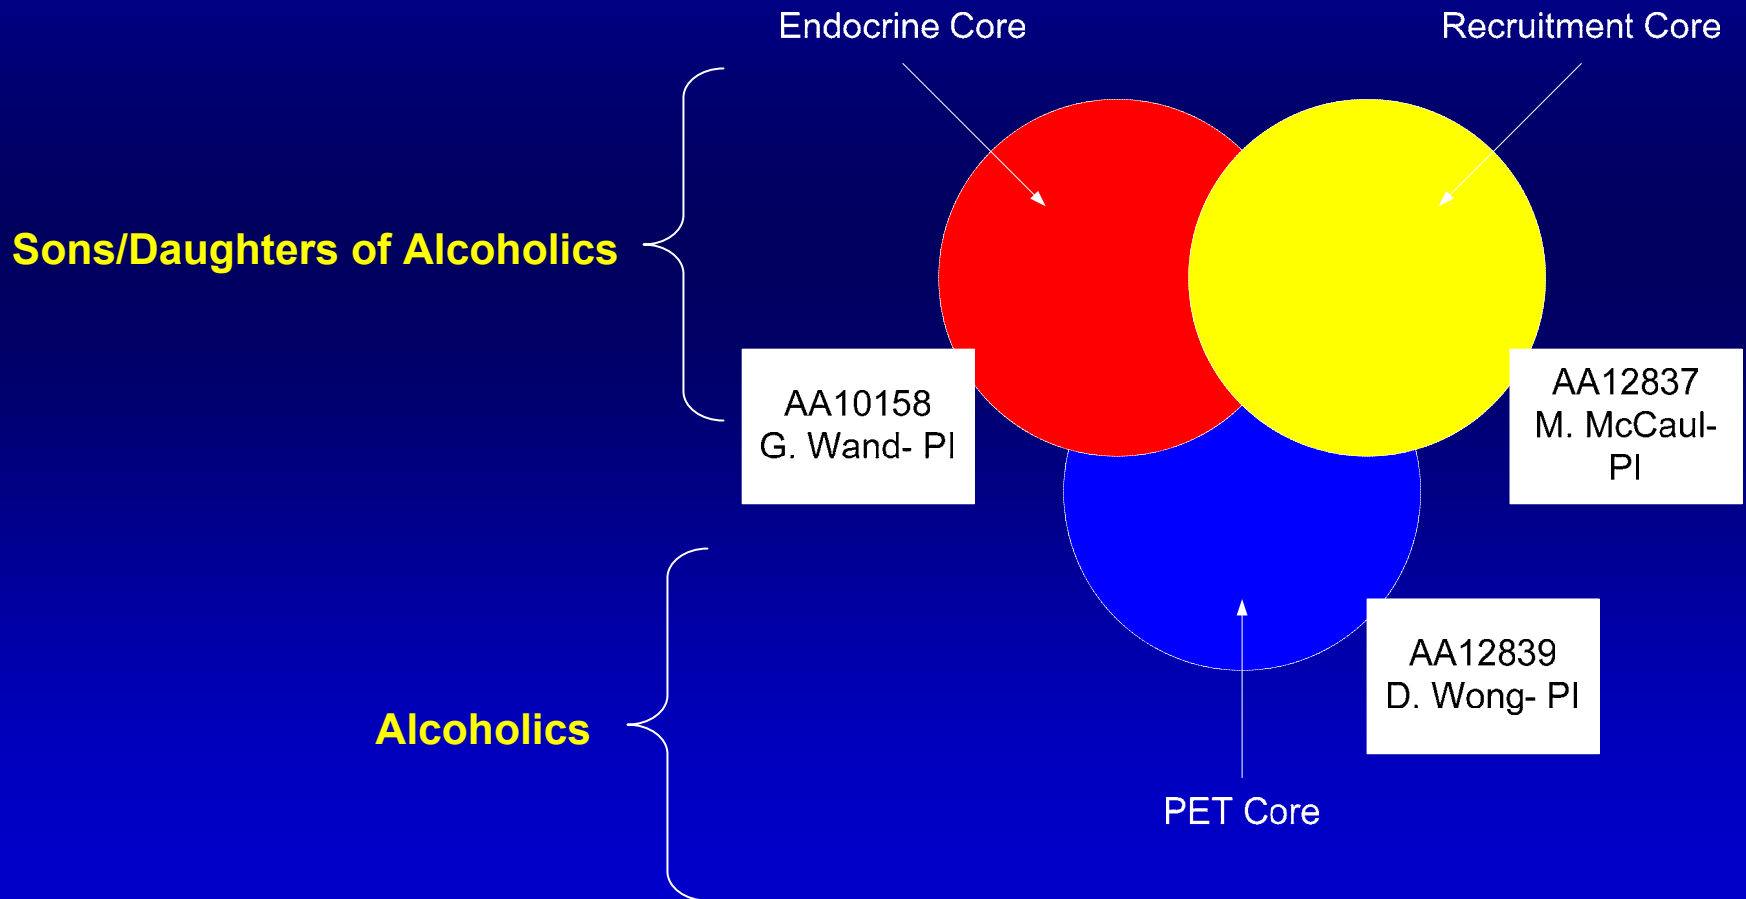 Endocrine Core
Recruitment Core
Sons/Daughters of Alcoholics
AA10158
G. Wand- PI
AA12837
M. McCaul-
PI
AA12839
D. Wong- PI
Alcoholics
PET Core